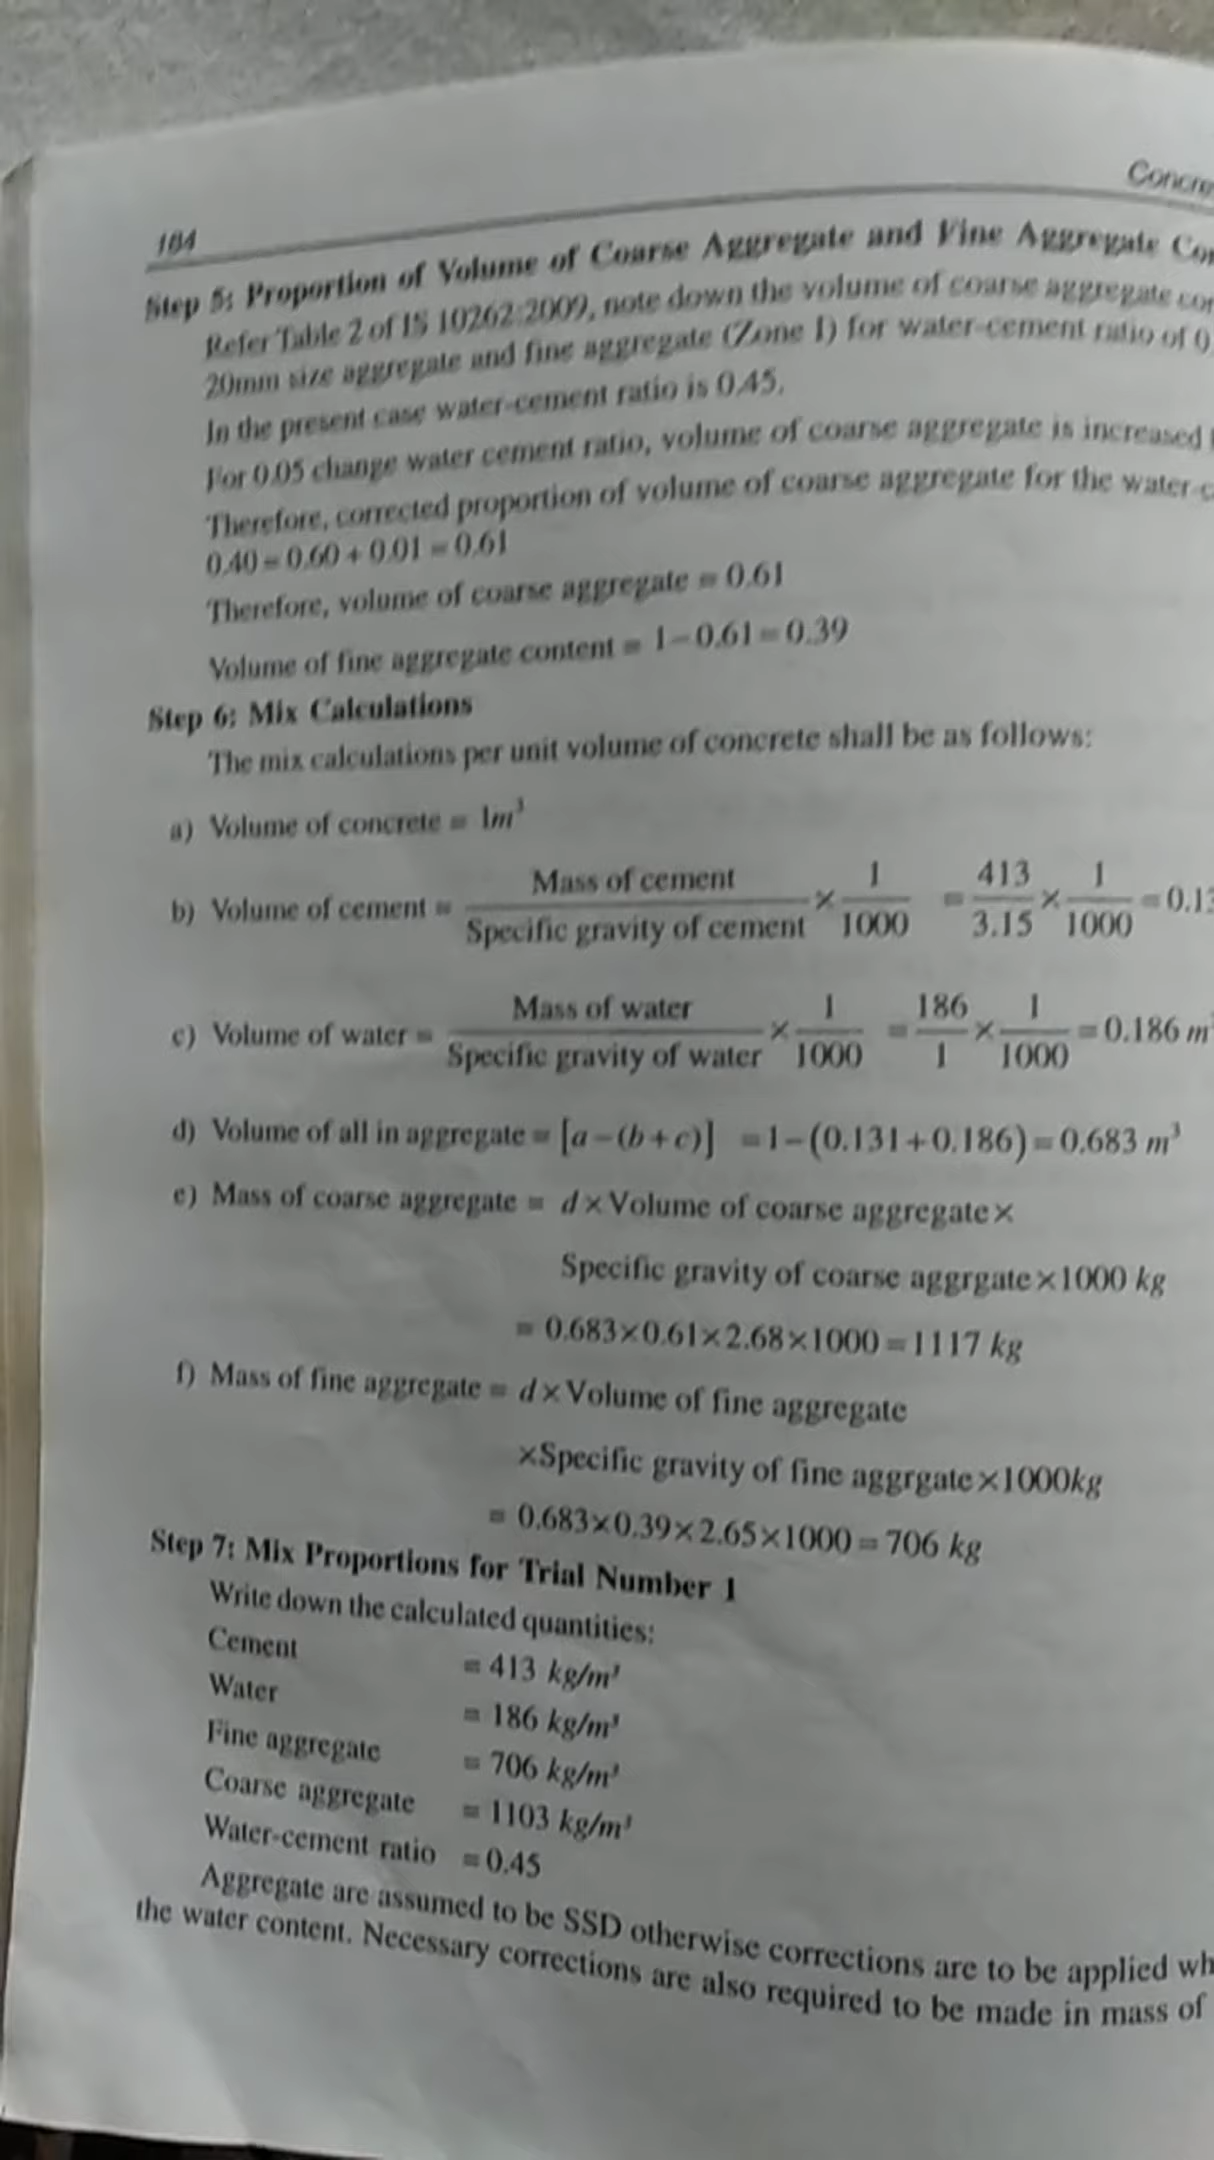 Concre
184
Step 5: Proportion of Volume of Coarse Aggregate and Fine Aggregate Con
Refer Table 2 of IS 10262:2009, note down the volume of coarse aggregate cor
20mm size aggregate and fine aggregate (Zone I) for water-cement ratio of 0.
In the present case water-cement ratio is 0.45.
For 0.05 change water cement ratio, volume of coarse aggregate is increased
Therefore, corrected proportion of volume of coarse aggregate for the water-c
0.40 = 0.60 + 0.01 = 0.61
Therefore, volume of coarse aggregate = 0.61
Volume of fine aggregate content = 1-0.61=0.39
Step 6: Mix Calculations
The mix calculations per unit volume of concrete shall be as follows:
a) Volume of concrete = 1m³
b) Volume of cement = Mass of cement / Specific gravity of cement × 1/1000 = 413/3.15 × 1/1000 = 0.13
c) Volume of water = Mass of water / Specific gravity of water × 1/1000 = 186/1 × 1/1000 = 0.186 m
d) Volume of all in aggregate = [a-(b+c)] =1-(0.131+0.186)=0.683 m³
e) Mass of coarse aggregate = d×Volume of coarse aggregate×
Specific gravity of coarse aggrgate×1000 kg
= 0.683×0.61×2.68×1000=1117 kg
f) Mass of fine aggregate = d×Volume of fine aggregate
×Specific gravity of fine aggrgate×1000kg
= 0.683×0.39×2.65×1000=706 kg
Step 7: Mix Proportions for Trial Number 1
Write down the calculated quantities:
Cement = 413 kg/m³
Water = 186 kg/m³
Fine aggregate = 706 kg/m³
Coarse aggregate = 1103 kg/m³
Water-cement ratio =0.45
Aggregate are assumed to be SSD otherwise corrections are to be applied wh
the water content. Necessary corrections are also required to be made in mass of